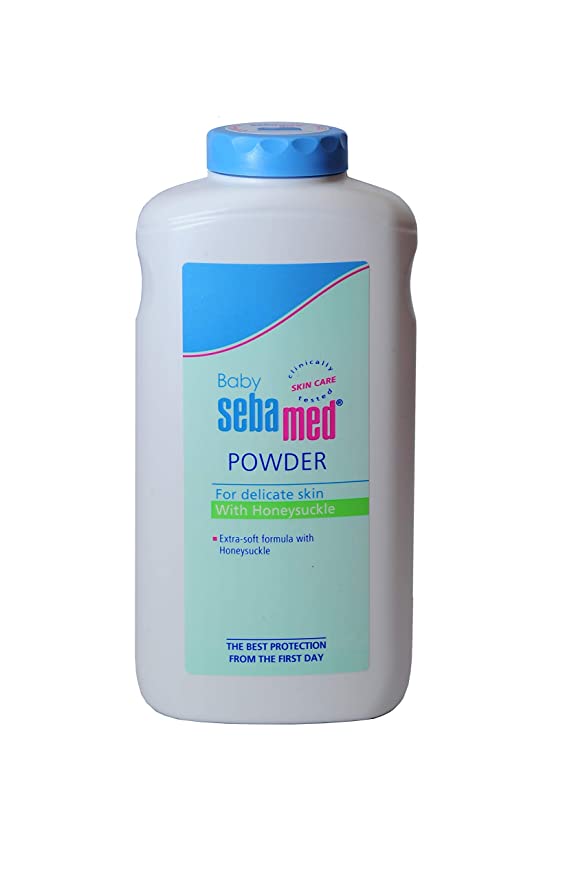 clinically
SKIN CARE
tested
Baby
sebamed®
POWDER
For delicate skin
With Honeysuckle
Extra-soft formula with
Honeysuckle
THE BEST PROTECTION
FROM THE FIRST DAY